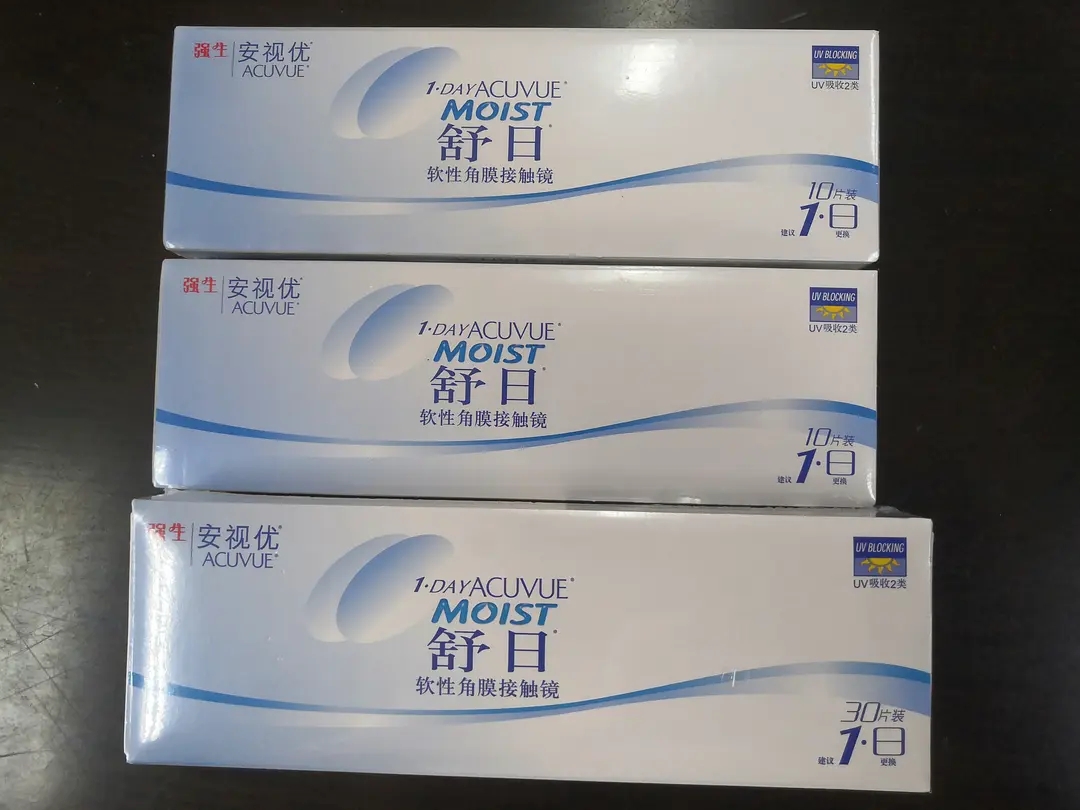 强生 安视优
ACUVUE®
1·DAY ACUVUE®
MOIST
舒日®
软性角膜接触镜
UV BLOCKING
UV吸收2类
10片装
建议 1·日 更换
强生 安视优
ACUVUE®
1·DAY ACUVUE®
MOIST
舒日®
软性角膜接触镜
UV BLOCKING
UV吸收2类
10片装
建议 1·日 更换
强生 安视优®
ACUVUE®
1·DAY ACUVUE®
MOIST
舒日®
软性角膜接触镜
UV BLOCKING
UV吸收2类
30片装
建议 1·日 更换